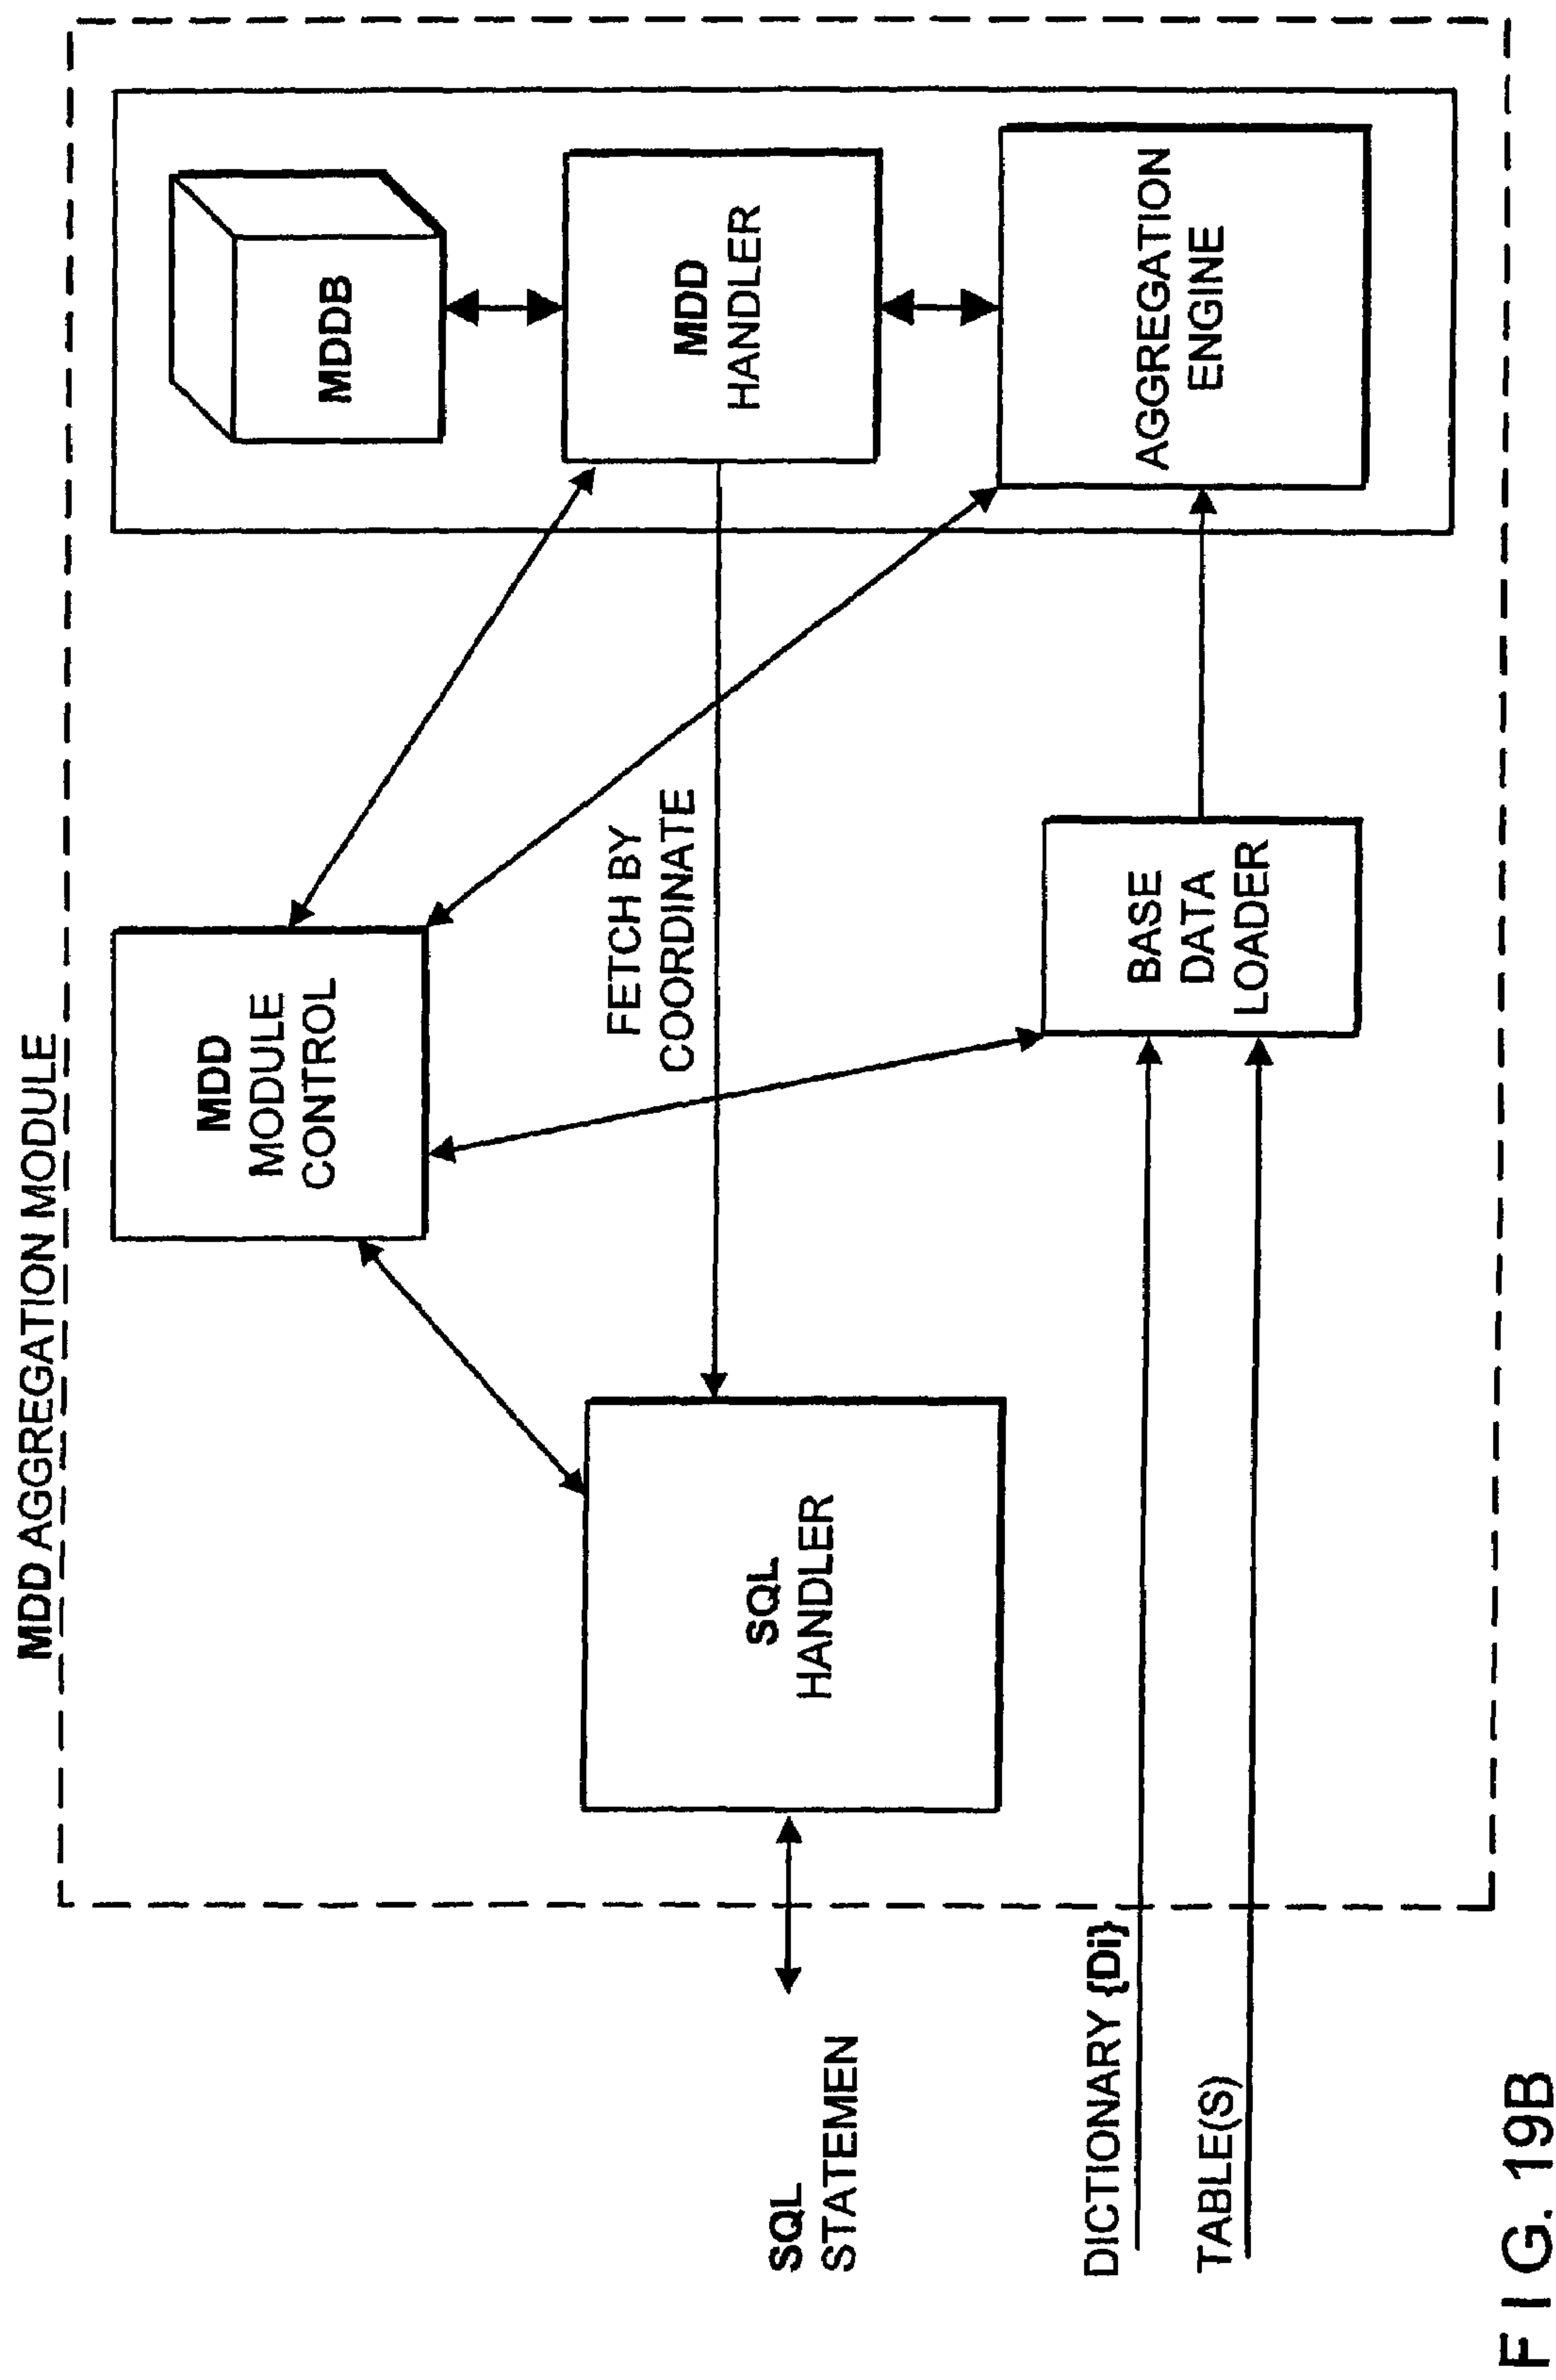 MDD AGGREGATION MODULE
MDD
MODULE
CONTROL
MDDB
SQL
STATEMEN
SQL
HANDLER
FETCH BY
COORDINATE
MDD
HANDLER
DICTIONARY {Di}
TABLE(S)
BASE
DATA
LOADER
AGGREGATION
ENGINE
FIG. 19B